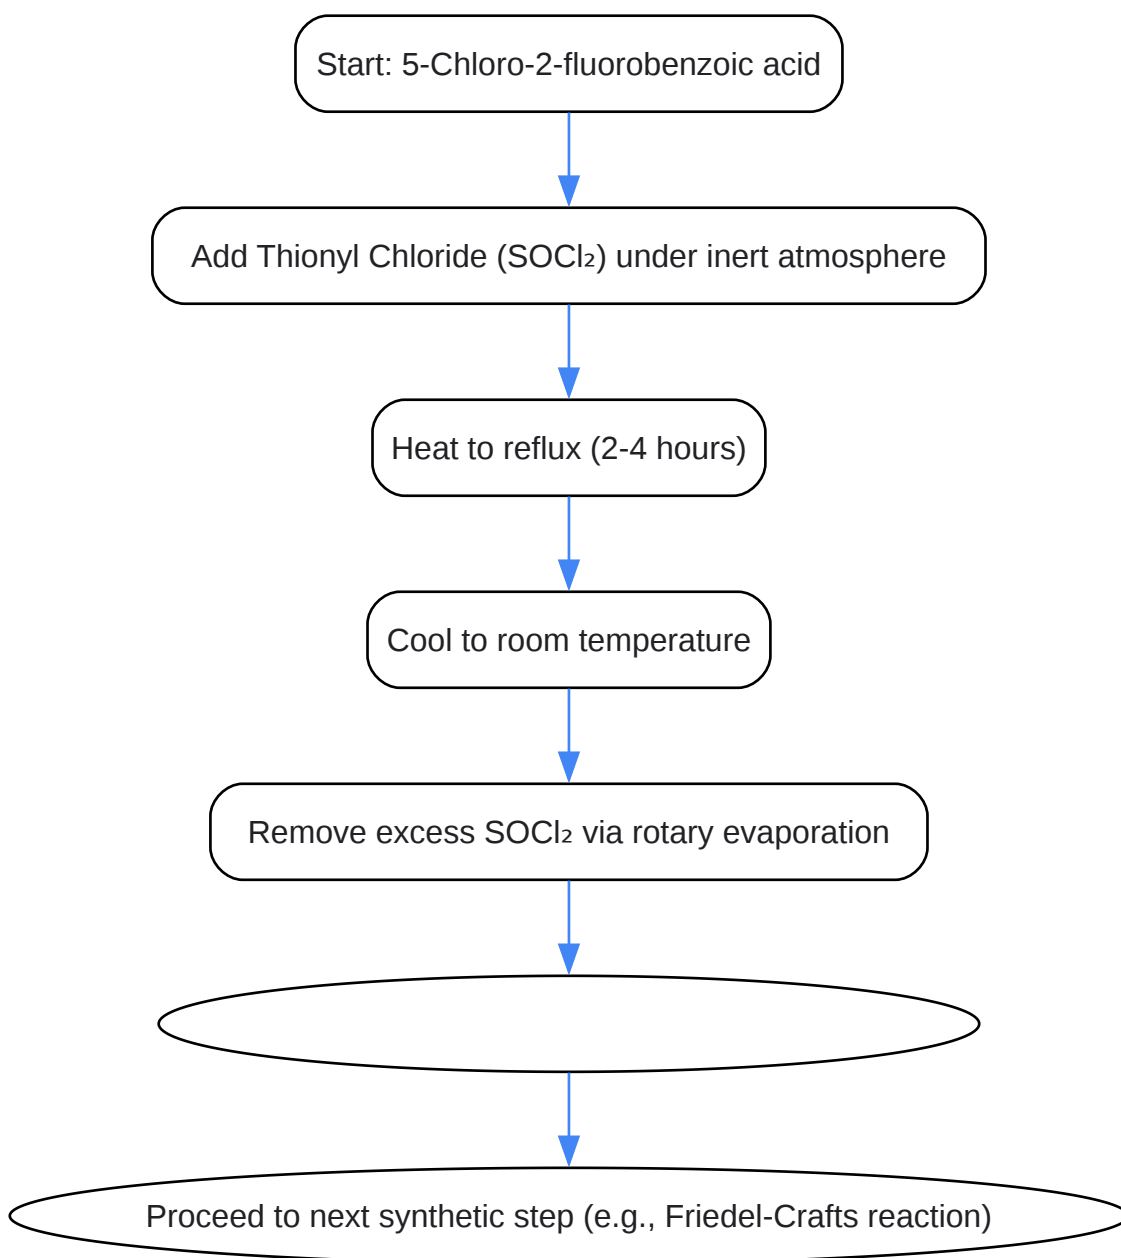 Start: 5-Chloro-2-fluorobenzoic acid
Add Thionyl Chloride (SOCl₂) under inert atmosphere
Heat to reflux (2-4 hours)
Cool to room temperature
Remove excess SOCl₂ via rotary evaporation
Proceed to next synthetic step (e.g., Friedel-Crafts reaction)